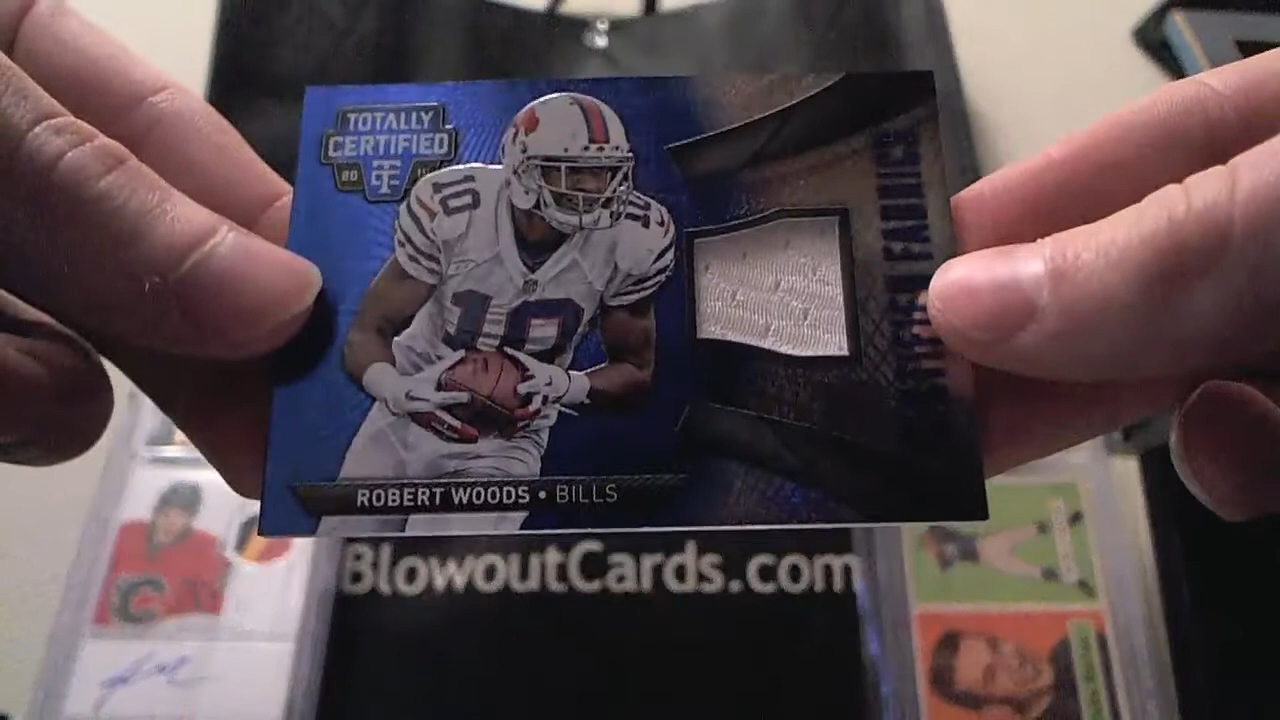 TOTALLY
CERTIFIED
10
10
10
ROBERT WOODS • BILLS
BlowoutCards.com
C